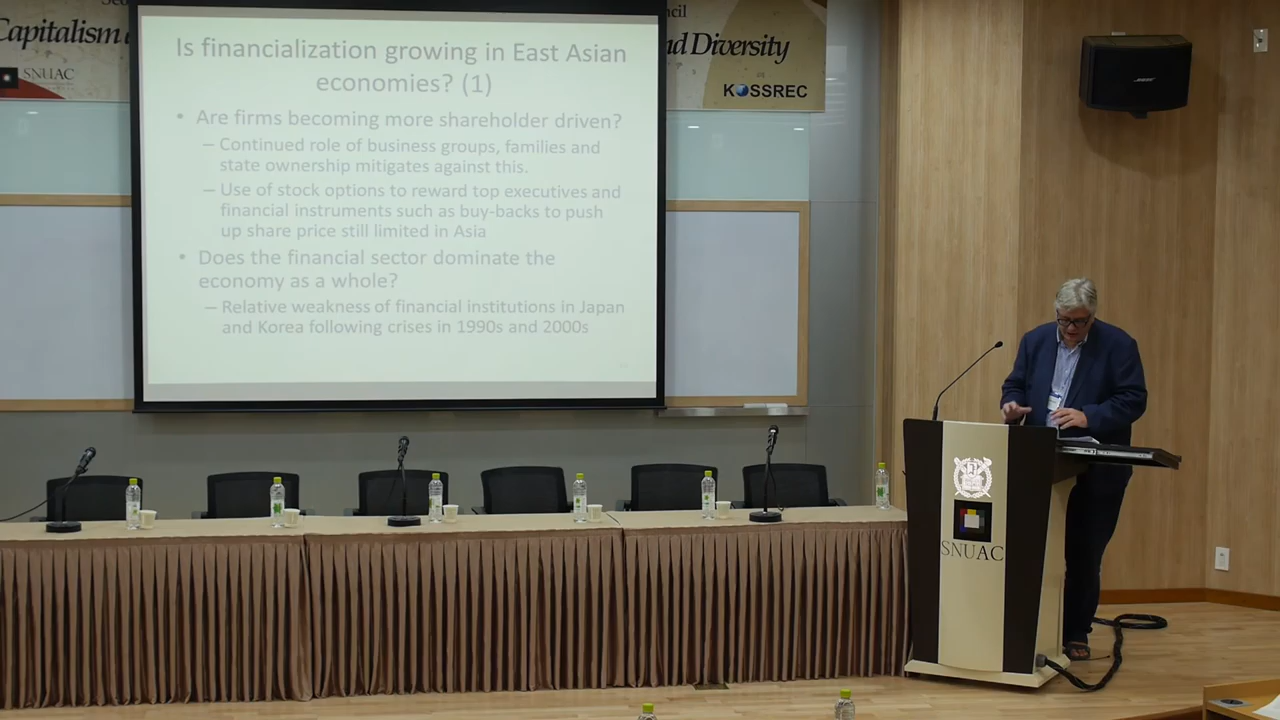 Capitalism
SNUAC
ncil
nd Diversity
KOSSREC
Is financialization growing in East Asian
economies? (1)
• Are firms becoming more shareholder driven?
– Continued role of business groups, families and
state ownership mitigates against this.
– Use of stock options to reward top executives and
financial instruments such as buy-backs to push
up share price still limited in Asia
• Does the financial sector dominate the
economy as a whole?
– Relative weakness of financial institutions in Japan
and Korea following crises in 1990s and 2000s
BOSE
SNUAC